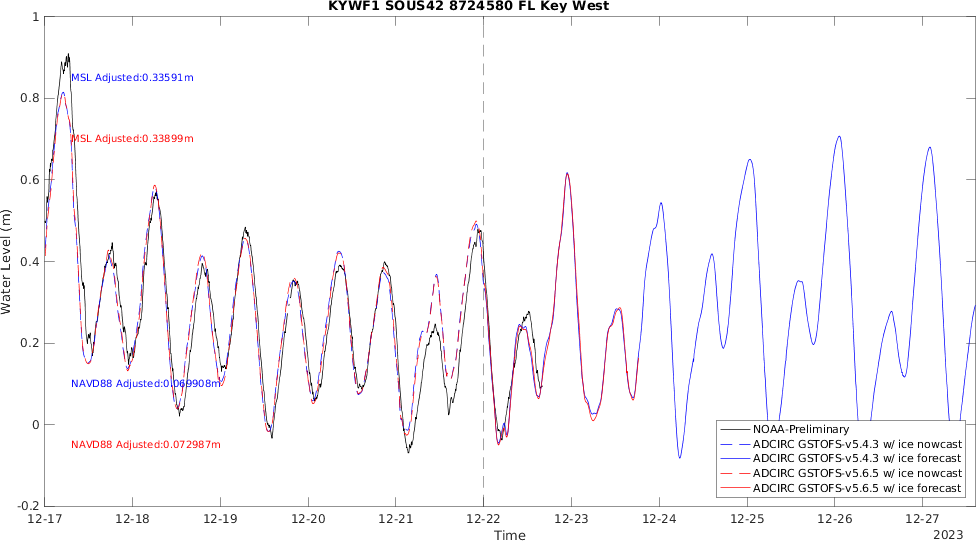 KYWF1 SOUS42 8724580 FL Key West
1
0.8
0.6
0.4
0.2
0
-0.2
Water Level (m)
MSL Adjusted:0.33591m
MSL Adjusted:0.33899m
NAVD88 Adjusted:0.069908m
NAVD88 Adjusted:0.072987m
NOAA-Preliminary
ADCIRC GSTOFS-v5.4.3 w/ ice nowcast
ADCIRC GSTOFS-v5.4.3 w/ ice forecast
ADCIRC GSTOFS-v5.6.5 w/ ice nowcast
ADCIRC GSTOFS-v5.6.5 w/ ice forecast
12-17 12-18 12-19 12-20 12-21 12-22 12-23 12-24 12-25 12-26 12-27
Time
2023